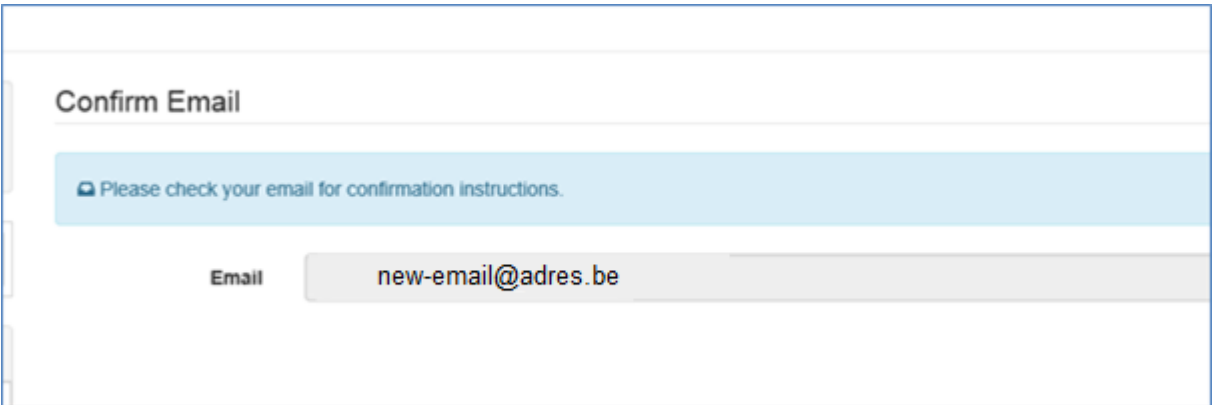 Confirm Email
Please check your email for confirmation instructions.
Email
new-email@adres.be